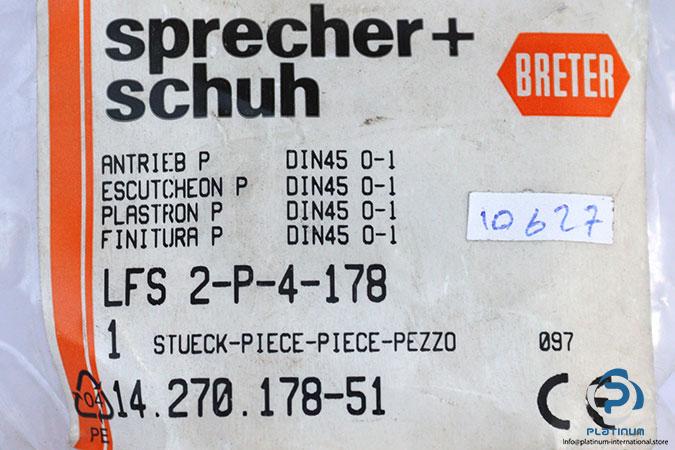 sprecher+
schuh
BRETER
ANTRIEB P DIN45 0-1
ESCUTCHEON P DIN45 0-1
PLASTRON P DIN45 0-1
FINITURA P DIN45 0-1
10627
LFS 2-P-4-178
1 STUECK-PIECE-PIECE-PEZZO 097
04 14.270.178-51 CE
PE
PLATINUM
Info@platinum-international.store